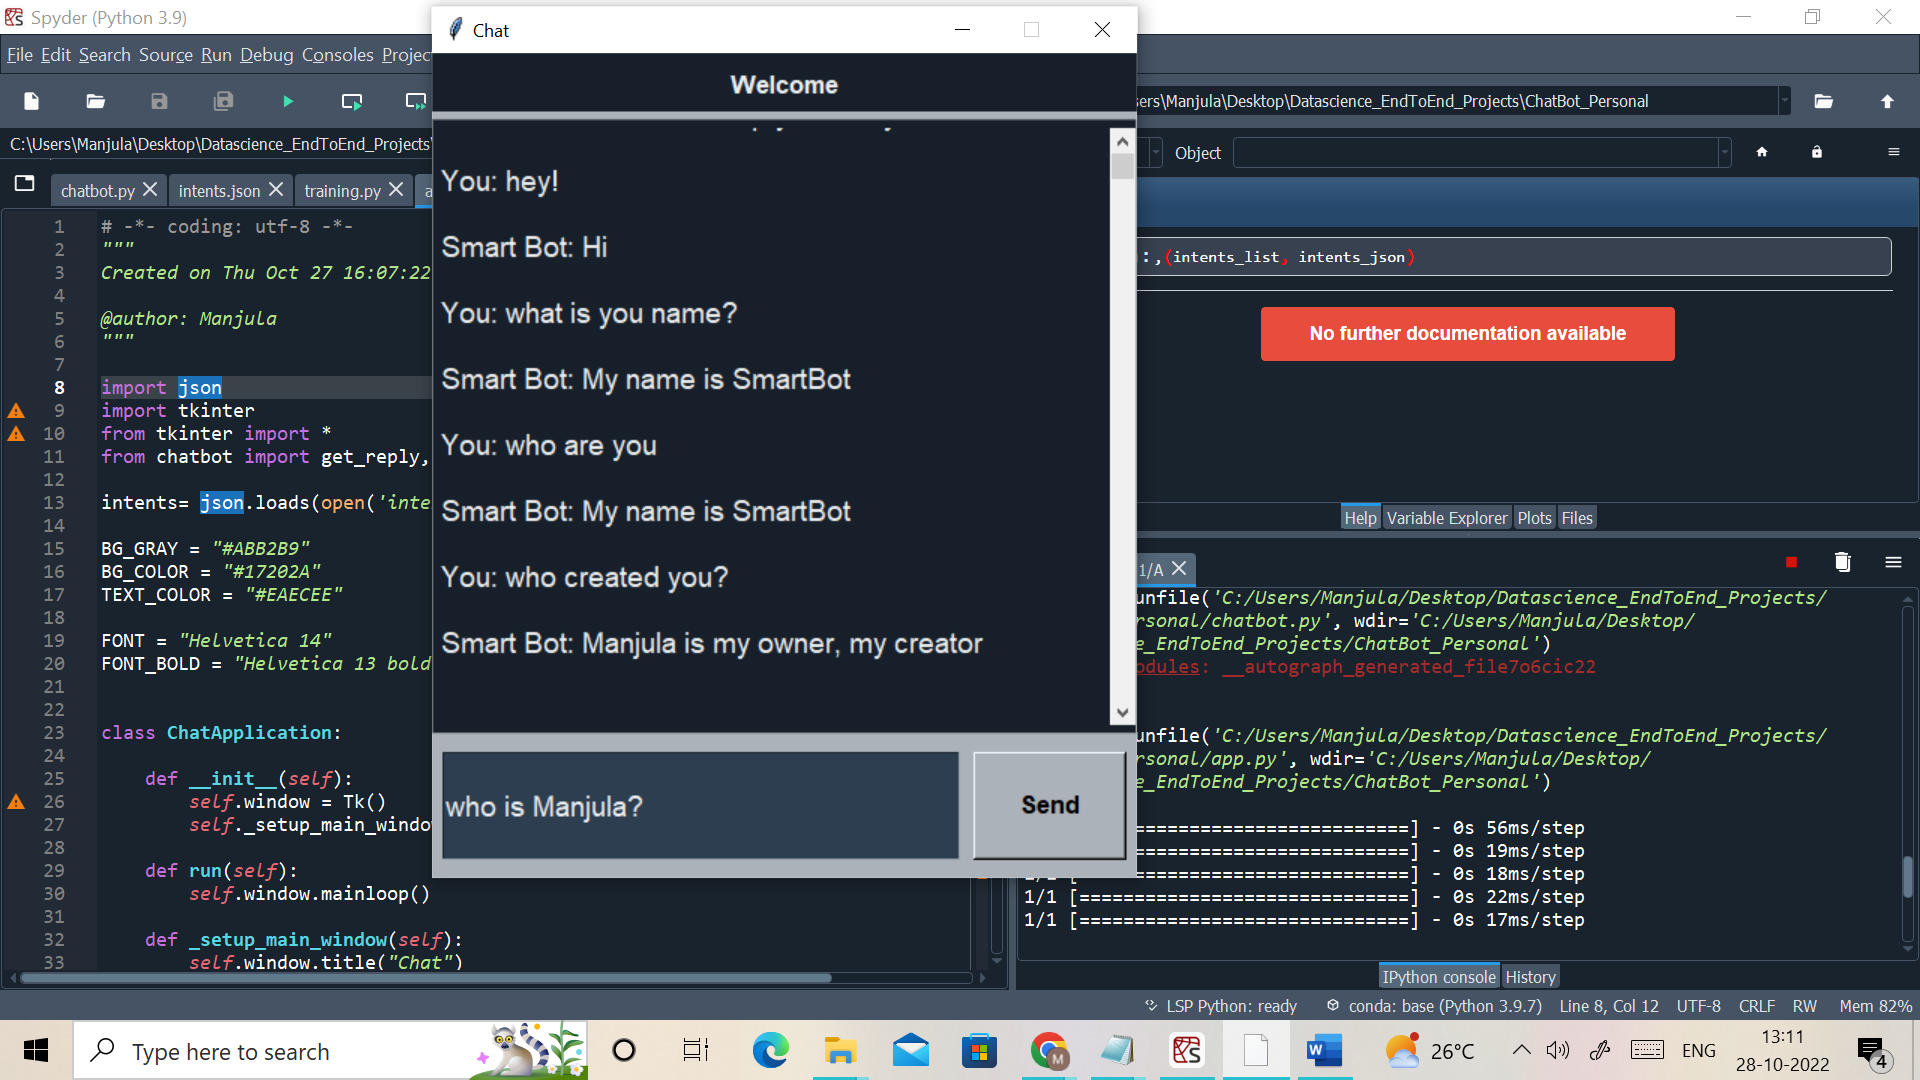 Spyder (Python 3.9)
File Edit Search Source Run Debug Consoles Projec
C:\Users\Manjula\Desktop\Datascience_EndToEnd_Projects\
chatbot.py
intents.json
training.py
1 # -*- coding: utf-8 -*-
2 """
3 Created on Thu Oct 27 16:07:22
4
5 @author: Manjula
6 """
7
8 import json
9 import tkinter
10 from tkinter import *
11 from chatbot import get_reply,
12
13 intents= json.loads(open('inte
14
15 BG_GRAY = "#ABB2B9"
16 BG_COLOR = "#17202A"
17 TEXT_COLOR = "#EAECEE"
18
19 FONT = "Helvetica 14"
20 FONT_BOLD = "Helvetica 13 bold
21
22
23 class ChatApplication:
24
25 def __init__(self):
26 self.window = Tk()
27 self._setup_main_windo
28
29 def run(self):
30 self.window.mainloop()
31
32 def _setup_main_window(self):
33 self.window.title("Chat")
Chat
Welcome
You: hey!
Smart Bot: Hi
You: what is you name?
Smart Bot: My name is SmartBot
You: who are you
Smart Bot: My name is SmartBot
You: who created you?
Smart Bot: Manjula is my owner, my creator
who is Manjula?
Send
ers\Manjula\Desktop\Datascience_EndToEnd_Projects\ChatBot_Personal
Object
:,(intents_list, intents_json)
No further documentation available
Help Variable Explorer Plots Files
1/A
unfile('C:/Users/Manjula/Desktop/Datascience_EndToEnd_Projects/
rsonal/chatbot.py', wdir='C:/Users/Manjula/Desktop/
e_EndToEnd_Projects/ChatBot_Personal')
odules: __autograph_generated_file7o6cic22
unfile('C:/Users/Manjula/Desktop/Datascience_EndToEnd_Projects/
rsonal/app.py', wdir='C:/Users/Manjula/Desktop/
e_EndToEnd_Projects/ChatBot_Personal')
=========================] - 0s 56ms/step
=========================] - 0s 19ms/step
=========================] - 0s 18ms/step
1/1 [==============================] - 0s 22ms/step
1/1 [==============================] - 0s 17ms/step
IPython console History
LSP Python: ready conda: base (Python 3.9.7) Line 8, Col 12 UTF-8 CRLF RW Mem 82%
Type here to search
M
W
26°C
ENG
13:11
28-10-2022
4